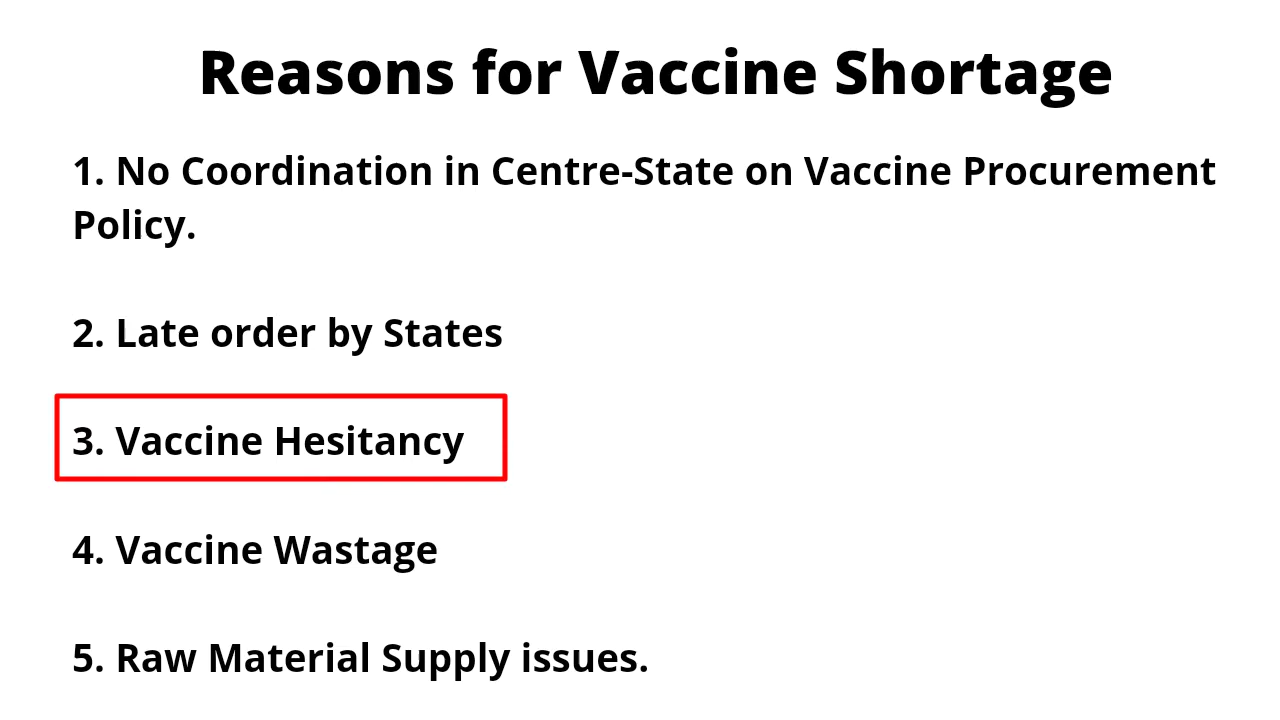 Reasons for Vaccine Shortage
1. No Coordination in Centre-State on Vaccine Procurement
Policy.
2. Late order by States
3. Vaccine Hesitancy
4. Vaccine Wastage
5. Raw Material Supply issues.